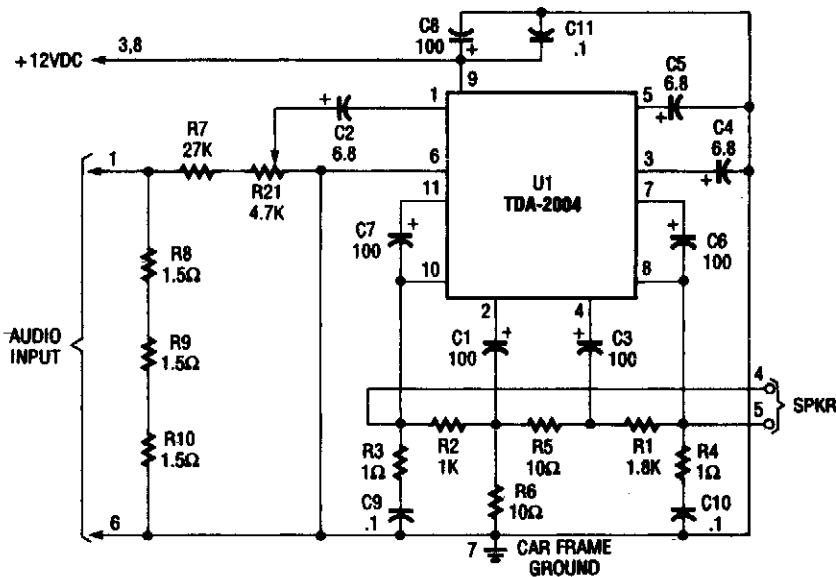 C8
100
+
C11
.1
+12VDC
3,8
9
+
C2
6.8
1
5
+
C5
6.8
C4
6.8
+
3
R7
27K
1
R21
4.7K
6
11
U1
TDA-2004
7
C7
100
+
10
+
C6
100
8
R8
1.5Ω
2
4
AUDIO
INPUT
R9
1.5Ω
C1
100
+
+
C3
100
4
5
SPKR
R10
1.5Ω
R3
1Ω
R2
1K
R5
10Ω
R1
1.8K
R4
1Ω
C9
.1
R6
10Ω
C10
.1
6
7
CAR FRAME
GROUND